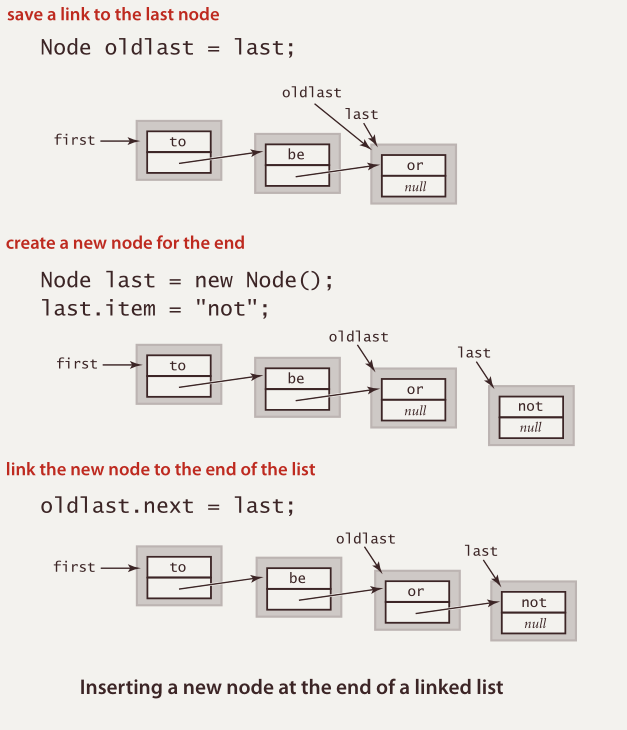 save a link to the last node
Node oldlast = last;
oldlast
last
first
to
be
or
null
create a new node for the end
Node last = new Node();
last.item = "not";
oldlast
last
first
to
be
or
null
not
null
link the new node to the end of the list
oldlast.next = last;
oldlast
last
first
to
be
or
not
null
Inserting a new node at the end of a linked list